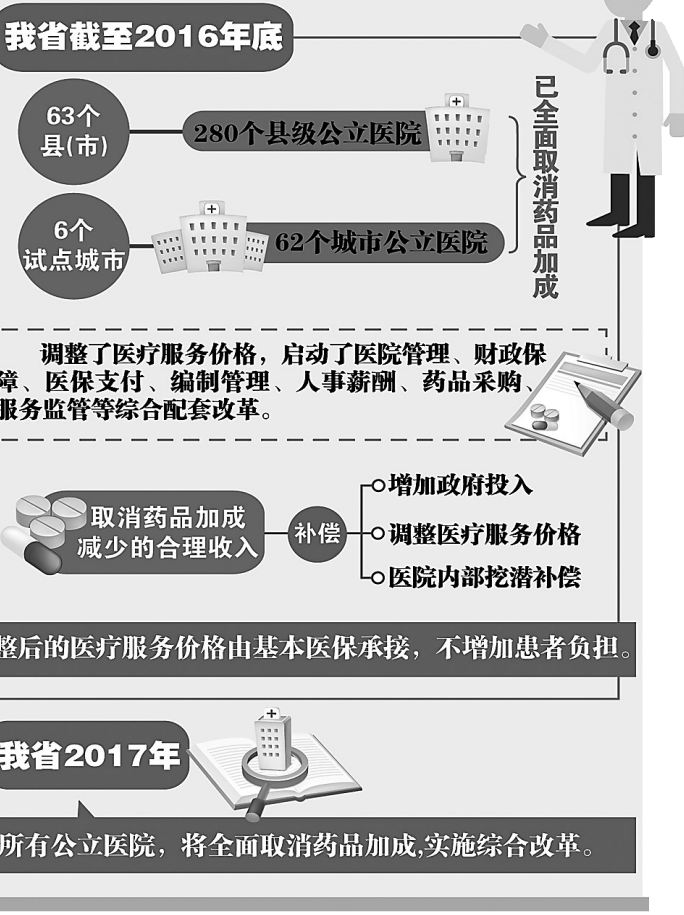 我省截至2016年底
63个
县(市)
280个县级公立医院
6个
试点城市
62个城市公立医院
已全面取消药品加成
调整了医疗服务价格，启动了医院管理、财政保
障、医保支付、编制管理、人事薪酬、药品采购、
服务监管等综合配套改革。
取消药品加成
减少的合理收入
补偿
增加政府投入
调整医疗服务价格
医院内部挖潜补偿
整后的医疗服务价格由基本医保承接，不增加患者负担。
我省2017年
所有公立医院，将全面取消药品加成,实施综合改革。